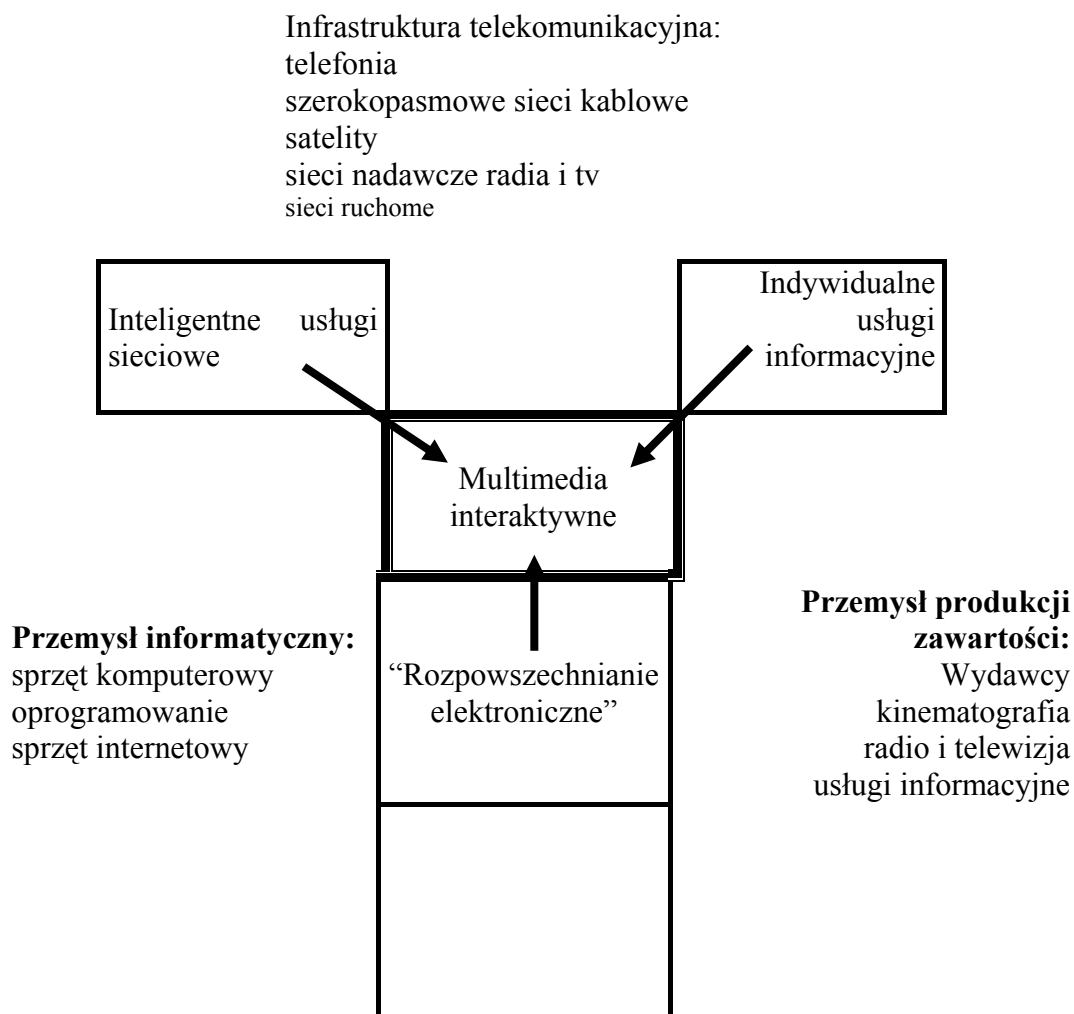 Infrastruktura telekomunikacyjna:
telefonia
szerokopasmowe sieci kablowe
satelity
sieci nadawcze radia i tv
sieci ruchome
Inteligentne usługi
sieciowe
Indywidualne
usługi
informacyjne
Multimedia
interaktywne
Przemysł informatyczny:
sprzęt komputerowy
oprogramowanie
sprzęt internetowy
“Rozpowszechnianie
elektroniczne”
Przemysł produkcji
zawartości:
Wydawcy
kinematografia
radio i telewizja
usługi informacyjne